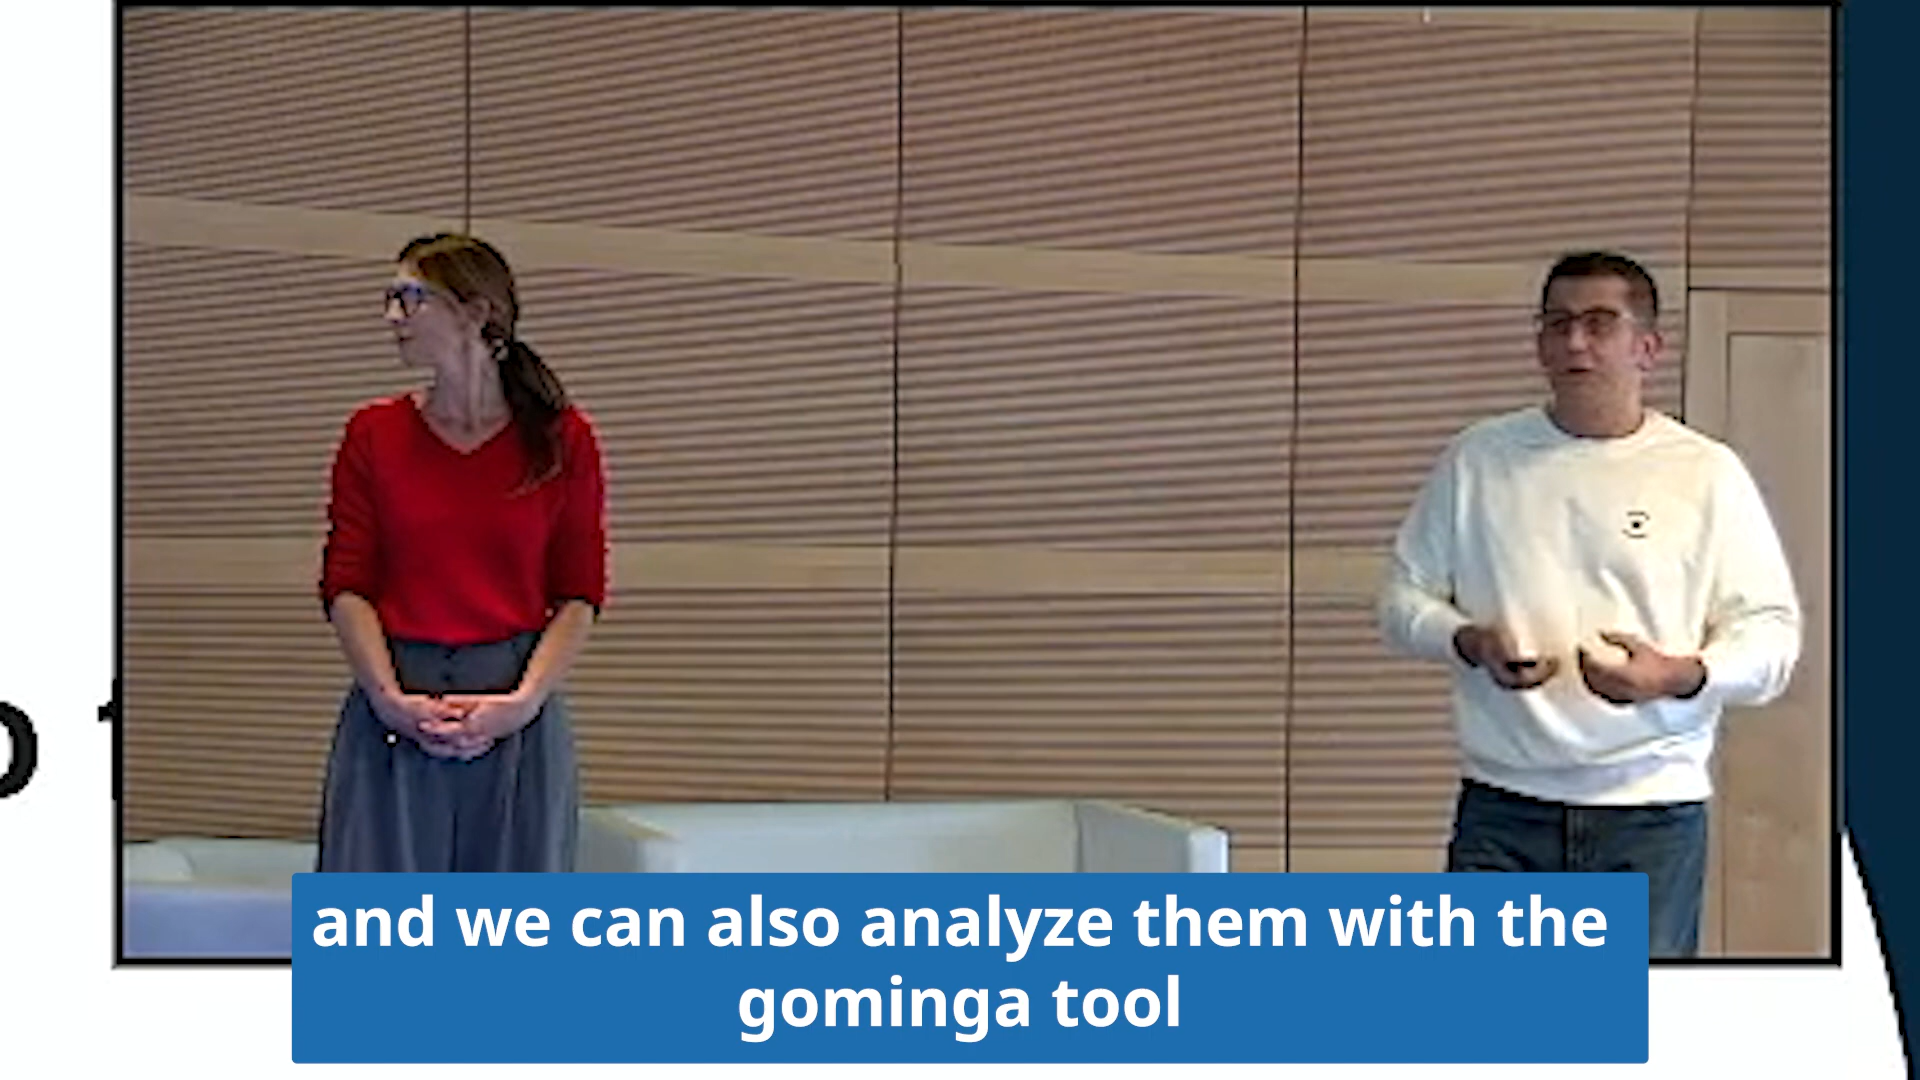 and we can also analyze them with the
gominga tool